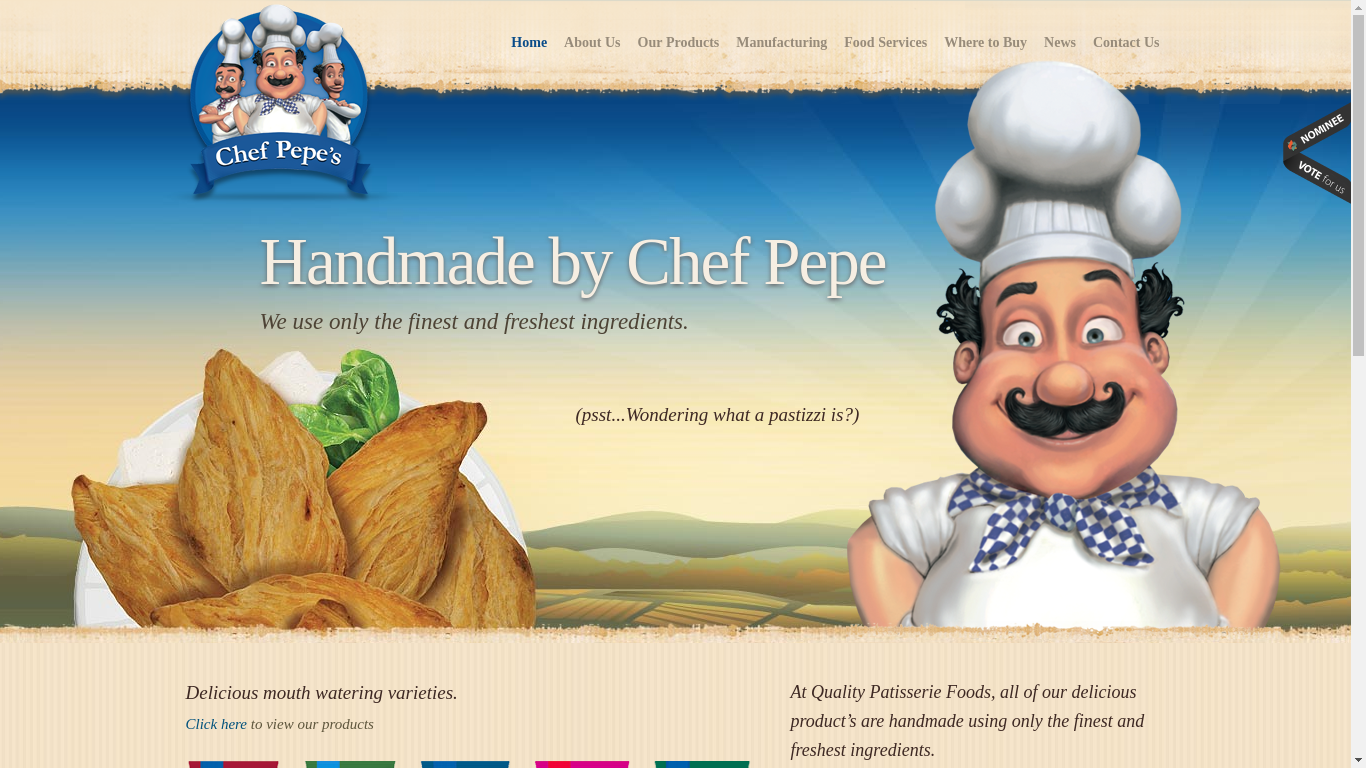 Home About Us Our Products Manufacturing Food Services Where to Buy News Contact Us
Chef Pepe's
NOMINEE
VOTE for us
Handmade by Chef Pepe
We use only the finest and freshest ingredients.
(psst...Wondering what a pastizzi is?)
Delicious mouth watering varieties.
Click here to view our products
At Quality Patisserie Foods, all of our delicious
product’s are handmade using only the finest and
freshest ingredients.